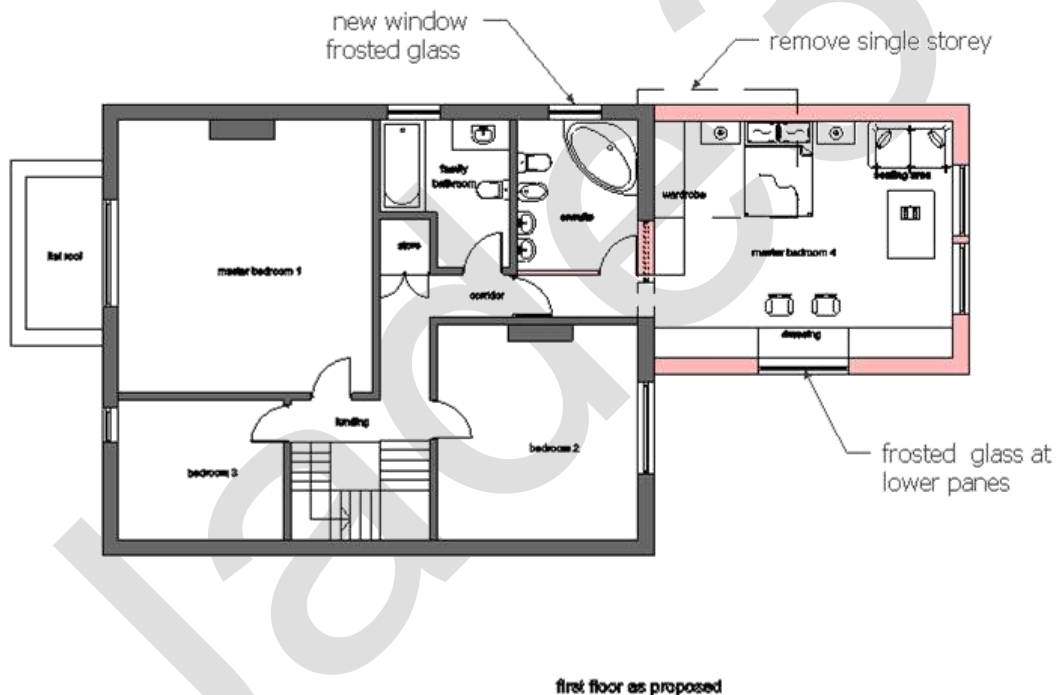 new window
frosted glass
remove single storey
family
bathroom
ensuite
wardrobe
seating area
flat roof
master bedroom 1
store
master bedroom 4
corridor
dressing
landing
bedroom 3
bedroom 2
frosted glass at
lower panes
first floor as proposed